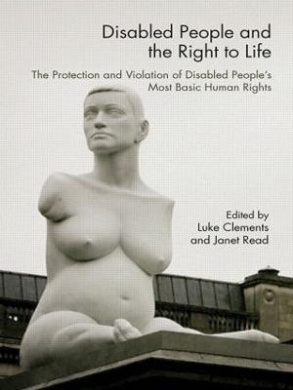 Disabled People and
the Right to Life
The Protection and Violation of Disabled People's
Most Basic Human Rights
Edited by
Luke Clements
and Janet Read